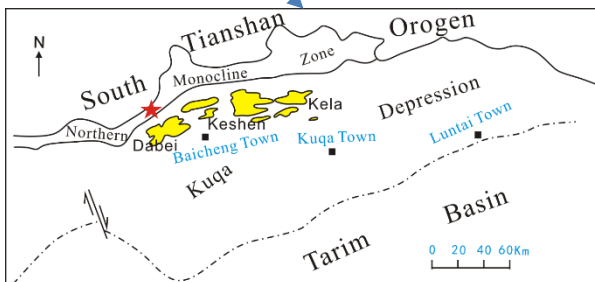 South Tianshan Orogen
N
Northern Monocline Zone
Kela
Keshen
Dabei
Depression
Baicheng Town
Kuqa Town
Luntai Town
Kuqa
Tarim Basin
0 20 40 60Km